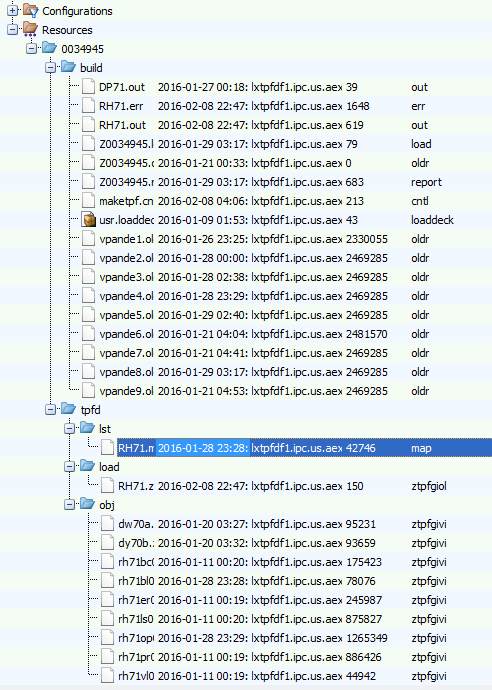 Configurations
Resources
0034945
build
DP71.out 2016-01-27 00:18: lxtpfdf1.ipc.us.aex 39 out
RH71.err 2016-02-08 22:47: lxtpfdf1.ipc.us.aex 1648 err
RH71.out 2016-02-08 22:47: lxtpfdf1.ipc.us.aex 619 out
Z0034945.l 2016-01-29 03:17: lxtpfdf1.ipc.us.aex 79 load
Z0034945.c 2016-01-21 00:33: lxtpfdf1.ipc.us.aex 0 oldr
Z0034945.r 2016-01-29 03:17: lxtpfdf1.ipc.us.aex 683 report
maketpf.cn 2016-02-08 04:06: lxtpfdf1.ipc.us.aex 213 cntl
usr.loaddec 2016-01-09 01:53: lxtpfdf1.ipc.us.aex 43 loaddeck
vpande1.ol 2016-01-26 23:25: lxtpfdf1.ipc.us.aex 2330055 oldr
vpande2.ol 2016-01-28 00:00: lxtpfdf1.ipc.us.aex 2469285 oldr
vpande3.ol 2016-01-28 02:38: lxtpfdf1.ipc.us.aex 2469285 oldr
vpande4.ol 2016-01-28 23:29: lxtpfdf1.ipc.us.aex 2469285 oldr
vpande5.ol 2016-01-29 02:40: lxtpfdf1.ipc.us.aex 2469285 oldr
vpande6.ol 2016-01-21 04:04: lxtpfdf1.ipc.us.aex 2481570 oldr
vpande7.ol 2016-01-21 04:41: lxtpfdf1.ipc.us.aex 2469285 oldr
vpande8.ol 2016-01-29 03:17: lxtpfdf1.ipc.us.aex 2469285 oldr
vpande9.ol 2016-01-21 04:53: lxtpfdf1.ipc.us.aex 2469285 oldr
tpfd
lst
RH71.m 2016-01-28 23:28: lxtpfdf1.ipc.us.aex 42746 map
load
RH71.z 2016-02-08 22:47: lxtpfdf1.ipc.us.aex 150 ztpfgiol
obj
dw70a. 2016-01-20 03:27: lxtpfdf1.ipc.us.aex 95231 ztpfgivi
dy70b. 2016-01-20 03:32: lxtpfdf1.ipc.us.aex 93659 ztpfgivi
rh71bc0 2016-01-11 00:20: lxtpfdf1.ipc.us.aex 175423 ztpfgivi
rh71bl0 2016-01-28 23:28: lxtpfdf1.ipc.us.aex 78076 ztpfgivi
rh71er0 2016-01-11 00:19: lxtpfdf1.ipc.us.aex 245987 ztpfgivi
rh71ls0 2016-01-11 00:20: lxtpfdf1.ipc.us.aex 875827 ztpfgivi
rh71op0 2016-01-28 23:29: lxtpfdf1.ipc.us.aex 1265349 ztpfgivi
rh71pr0 2016-01-11 00:19: lxtpfdf1.ipc.us.aex 886426 ztpfgivi
rh71vl0 2016-01-11 00:19: lxtpfdf1.ipc.us.aex 44942 ztpfgivi